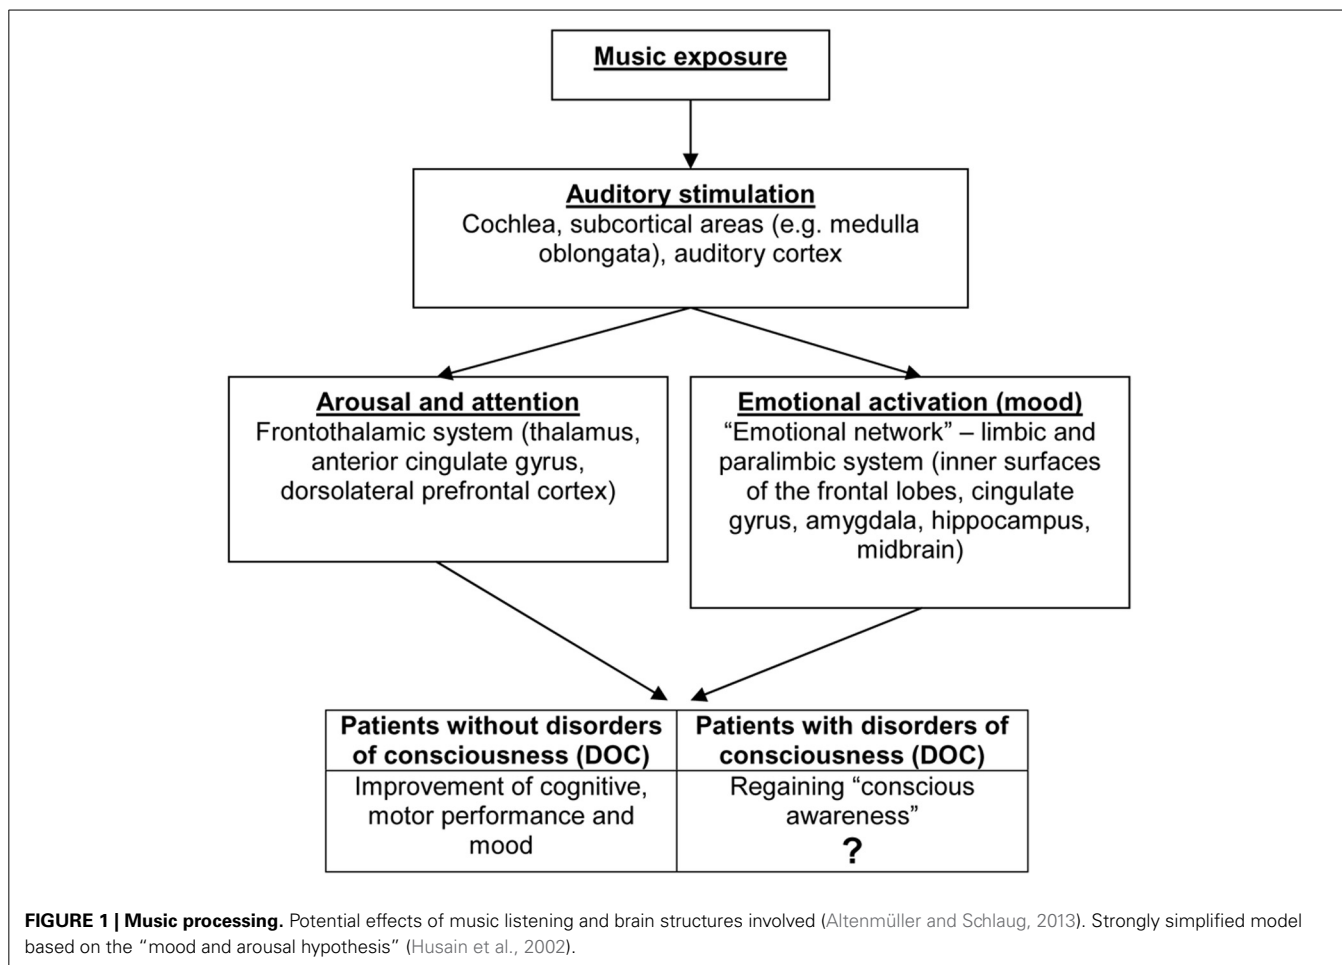 Music exposure
Auditory stimulation
Cochlea, subcortical areas (e.g. medulla
oblongata), auditory cortex
Arousal and attention
Frontothalamic system (thalamus,
anterior cingulate gyrus,
dorsolateral prefrontal cortex)
Emotional activation (mood)
“Emotional network” – limbic and
paralimbic system (inner surfaces
of the frontal lobes, cingulate
gyrus, amygdala, hippocampus,
midbrain)
Patients without disorders
of consciousness (DOC)
Patients with disorders of
consciousness (DOC)
Improvement of cognitive,
motor performance and
mood
Regaining “conscious
awareness”
?
FIGURE 1 | Music processing. Potential effects of music listening and brain structures involved (Altenmüller and Schlaug, 2013). Strongly simplified model
based on the “mood and arousal hypothesis” (Husain et al., 2002).